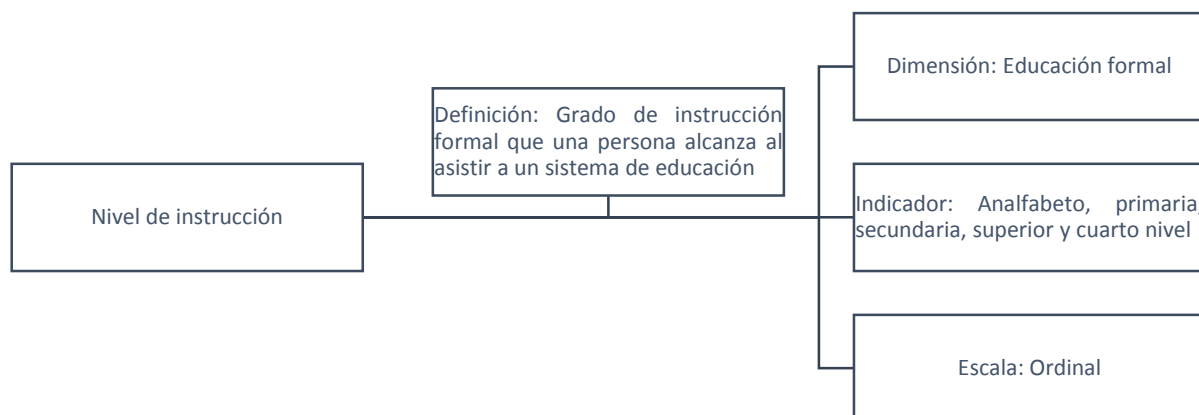 Nivel de instrucción
Definición: Grado de instrucción
formal que una persona alcanza al
asistir a un sistema de educación
Dimensión: Educación formal
Indicador: Analfabeto, primaria,
secundaria, superior y cuarto nivel
Escala: Ordinal